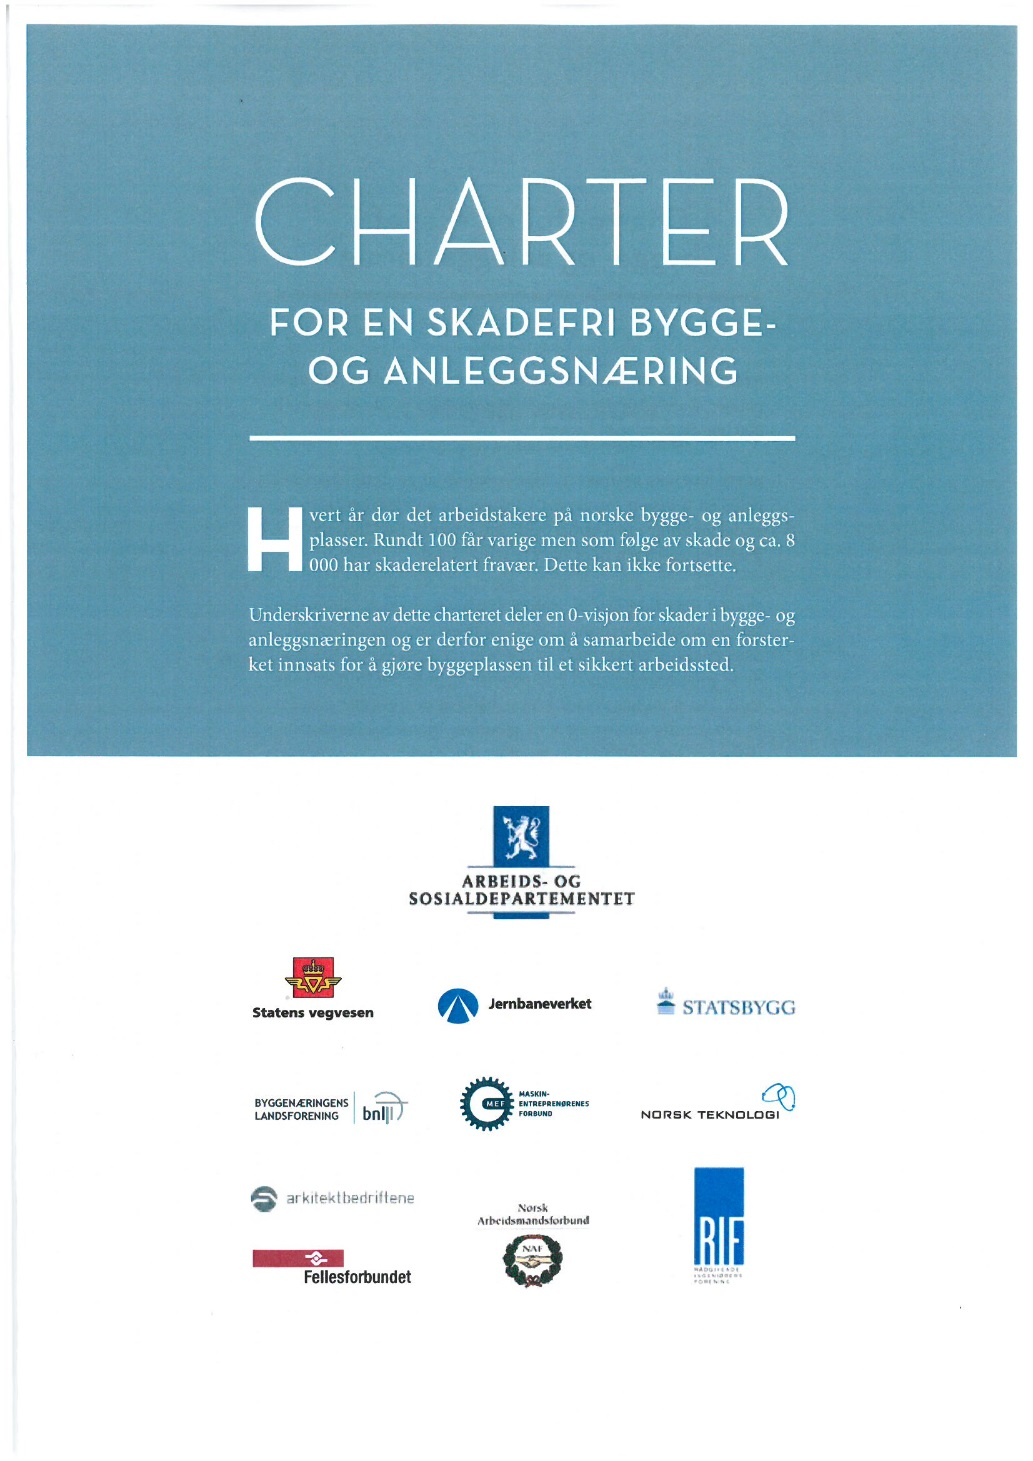 CHARTER
FOR EN SKADEFRI BYGGE-
OG ANLEGGSNÆRING
Hvert år dør det arbeidstakere på norske bygge- og anleggs-
plasser. Rundt 100 får varige men som følge av skade og ca. 8
000 har skaderelatert fravær. Dette kan ikke fortsette.
Underskriverne av dette charteret deler en 0-visjon for skader i bygge- og
anleggsnæringen og er derfor enige om å samarbeide om en forster-
ket innsats for å gjøre byggeplassen til et sikkert arbeidssted.
ARBEIDS- OG
SOSIALDEPARTEMENTET
Statens vegvesen
Jernbaneverket
STATSBYGG
BYGGENÆRINGENS
LANDSFORENING
bnl
MEF
MASKIN-
ENTREPRENØRENES
FORBUND
NORSK TEKNOLOGI
arkitektbedriftene
Norsk
Arbeidsmandsforbund
NAF
RIF
RÅDGIVENDE
INGENIØRERS
FORENING
Fellesforbundet